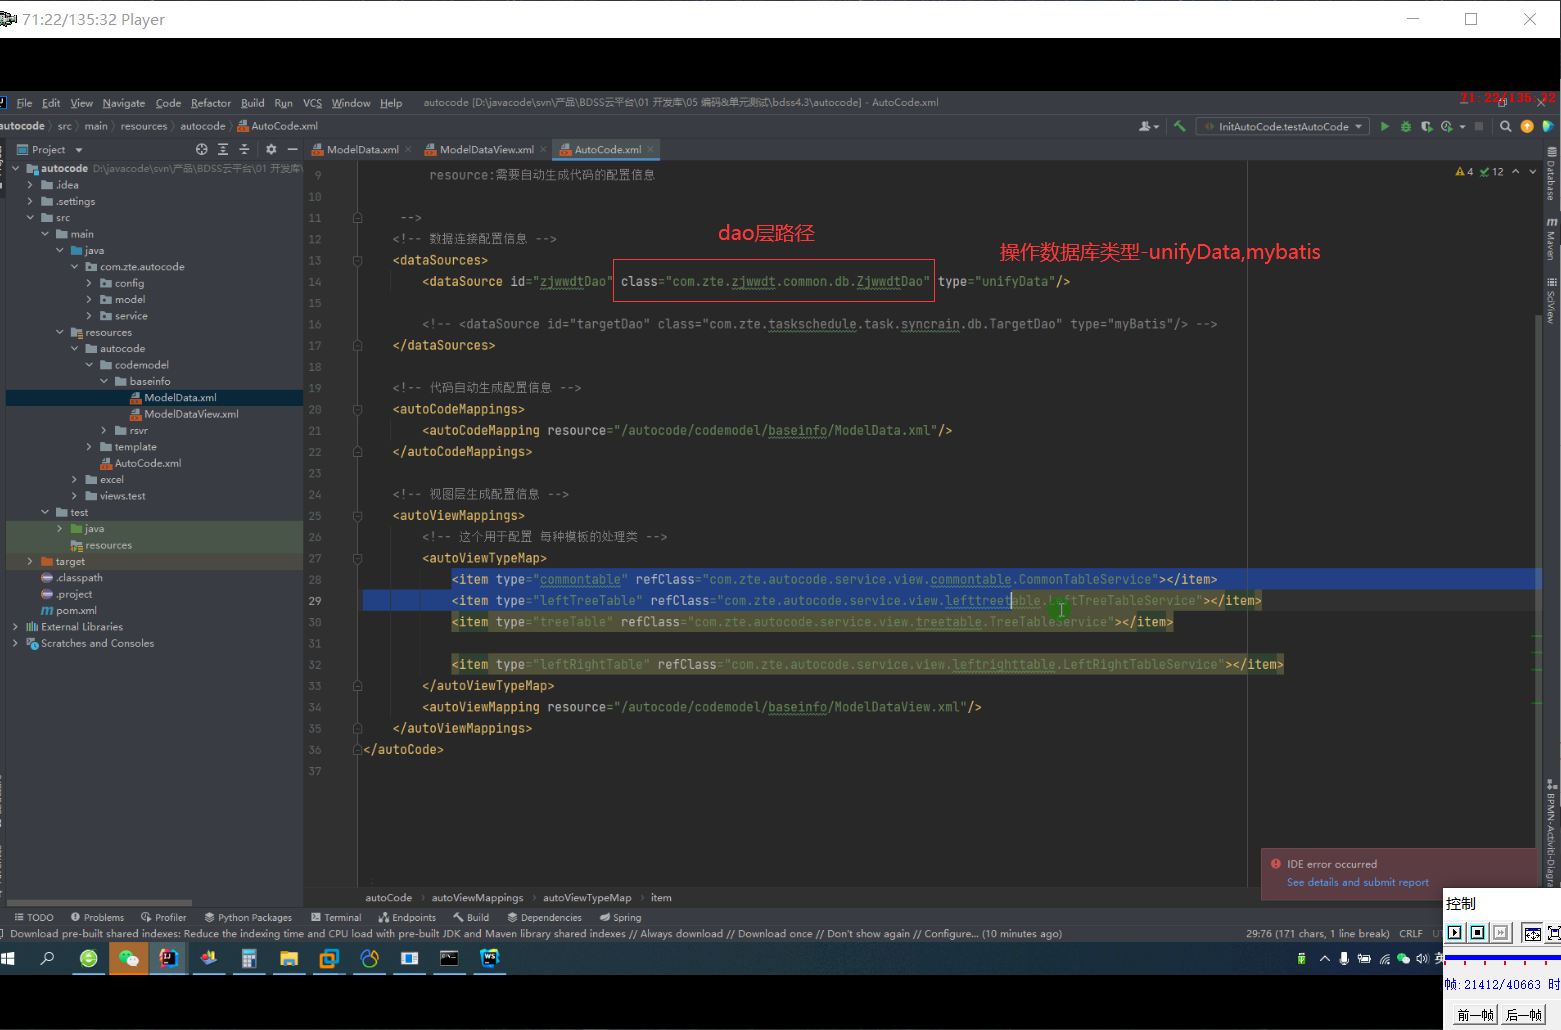 71:22/135:32 Player
File Edit View Navigate Code Refactor Build Run VCS Window Help autocode [D:\javacode\svn\产品\BDSS云平台\01 开发库\05 编码&单元测试\bdss4.3\autocode] - AutoCode.xml
71:22/135:32
autocode src main resources autocode AutoCode.xml
InitAutoCode.testAutoCode
Project
ModelData.xml ModelDataView.xml AutoCode.xml
autocode D:\javacode\svn\产品\BDSS云平台\01 开发库\
.idea
.settings
src
main
java
com.zte.autocode
config
model
service
resources
autocode
codemodel
baseinfo
ModelData.xml
ModelDataView.xml
rsvr
template
AutoCode.xml
excel
views.test
test
java
resources
target
.classpath
.project
pom.xml
External Libraries
Scratches and Consoles
4 12
9 resource:需要自动生成代码的配置信息
10
11 -->
12 <!-- 数据连接配置信息 -->
dao层路径
操作数据库类型-unifyData,mybatis
13 <dataSources>
14 <dataSource id="zjwwdtDao" class="com.zte.zjwwdt.common.db.ZjwwdtDao" type="unifyData"/>
15
16 <!-- <dataSource id="targetDao" class="com.zte.taskschedule.task.syncrain.db.TargetDao" type="myBatis"/> -->
17 </dataSources>
18
19 <!-- 代码自动生成配置信息 -->
20 <autoCodeMappings>
21 <autoCodeMapping resource="/autocode/codemodel/baseinfo/ModelData.xml"/>
22 </autoCodeMappings>
23
24 <!-- 视图层生成配置信息 -->
25 <autoViewMappings>
26 <!-- 这个用于配置 每种模板的处理类 -->
27 <autoViewTypeMap>
28 <item type="commontable" refClass="com.zte.autocode.service.view.commontable.CommonTableService"></item>
29 <item type="leftTreeTable" refClass="com.zte.autocode.service.view.lefttreetable.LeftTreeTableService"></item>
30 <item type="treeTable" refClass="com.zte.autocode.service.view.treetable.TreeTableService"></item>
31
32 <item type="leftRightTable" refClass="com.zte.autocode.service.view.leftrighttable.LeftRightTableService"></item>
33 </autoViewTypeMap>
34 <autoViewMapping resource="/autocode/codemodel/baseinfo/ModelDataView.xml"/>
35 </autoViewMappings>
36 </autoCode>
37
Database
Maven
SciView
BPMN-Activiti-Diagra
IDE error occurred
See details and submit report
autoCode autoViewMappings autoViewTypeMap item
TODO Problems Profiler Python Packages Terminal Endpoints Build Dependencies Spring
Download pre-built shared indexes: Reduce the indexing time and CPU load with pre-built JDK and Maven library shared indexes // Always download // Download once // Don't show again // Configure... (10 minutes ago)
29:76 (171 chars, 1 line break) CRLF
英
控制
帧:21412/40663 时
前一帧 后一帧